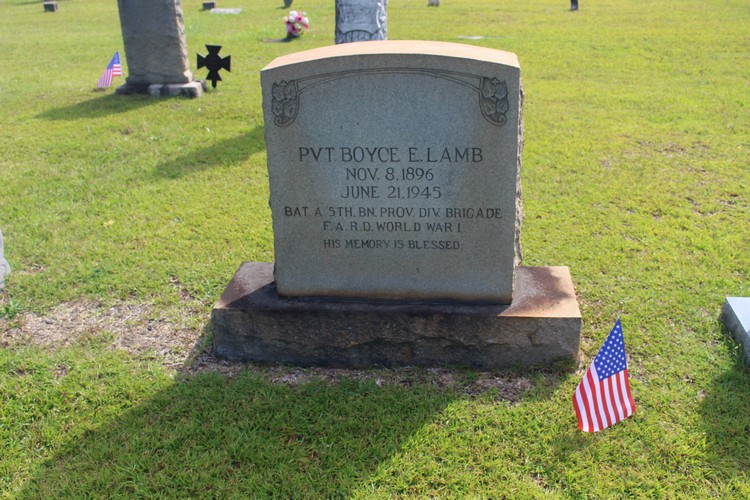 PVT. BOYCE E. LAMB
NOV. 8, 1896
JUNE 21, 1945
BAT. A. 5TH. BN. PROV. DIV. BRIGADE
F. A. R. D. WORLD WAR I
HIS MEMORY IS BLESSED